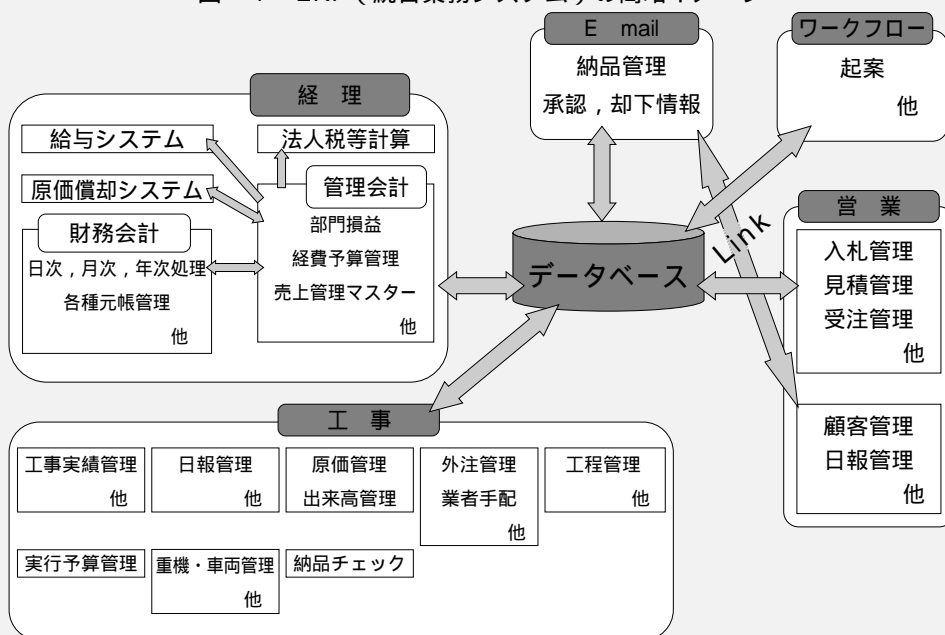 E mail
納品管理
承認，却下情報
ワークフロー
起案
他
経 理
給与システム
法人税等計算
原価償却システム
管理会計
部門損益
経費予算管理
売上管理マスター
他
財務会計
日次，月次，年次処理
各種元帳管理
他
データベース
Link
営 業
入札管理
見積管理
受注管理
他
顧客管理
日報管理
他
工 事
工事実績管理
他
日報管理
他
原価管理
出来高管理
外注管理
業者手配
他
工程管理
他
実行予算管理
重機・車両管理
他
納品チェック